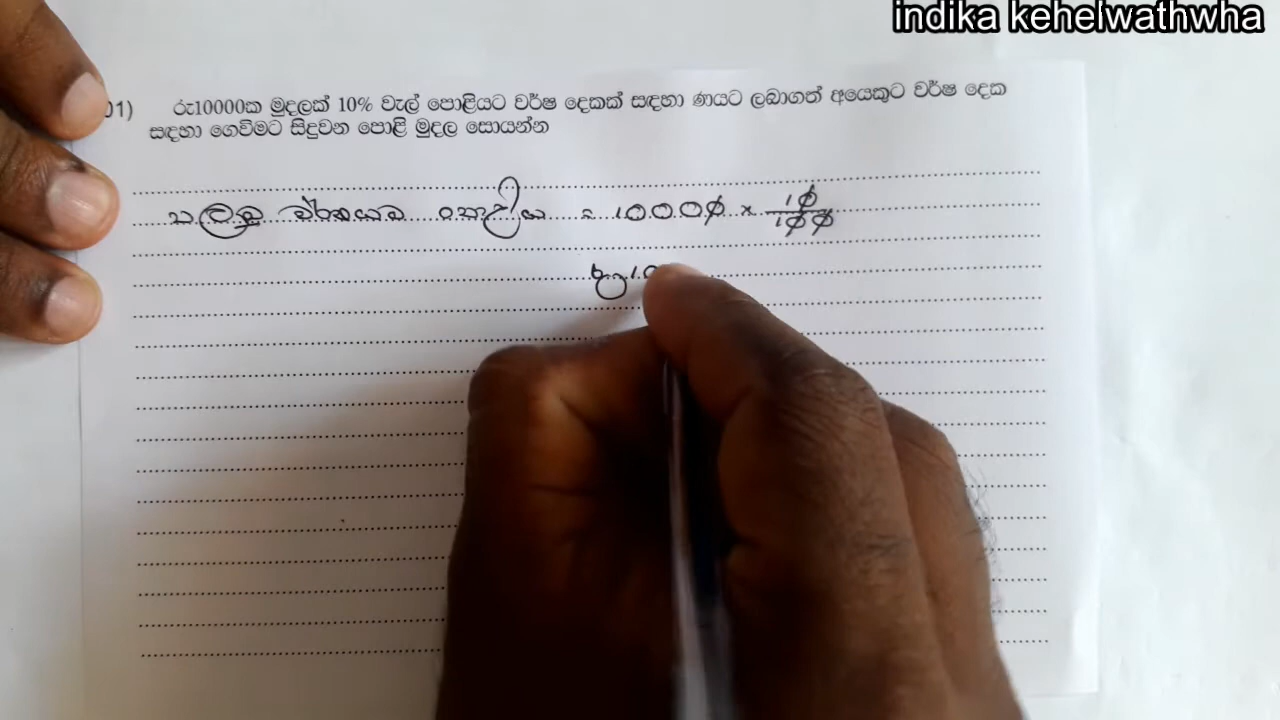 indika kehelwathwha
01) රු10000ක මුදලක් 10% වැල් පොළියට වර්ෂ දෙකක් සඳහා ණයට ලබාගත් අයෙකුට වර්ෂ දෙක
සඳහා ගෙවීමට සිදුවන පොළි මුදල සොයන්න
පළමු වර්ෂයේ පොළිය = 10000 × 10/100
රු.10